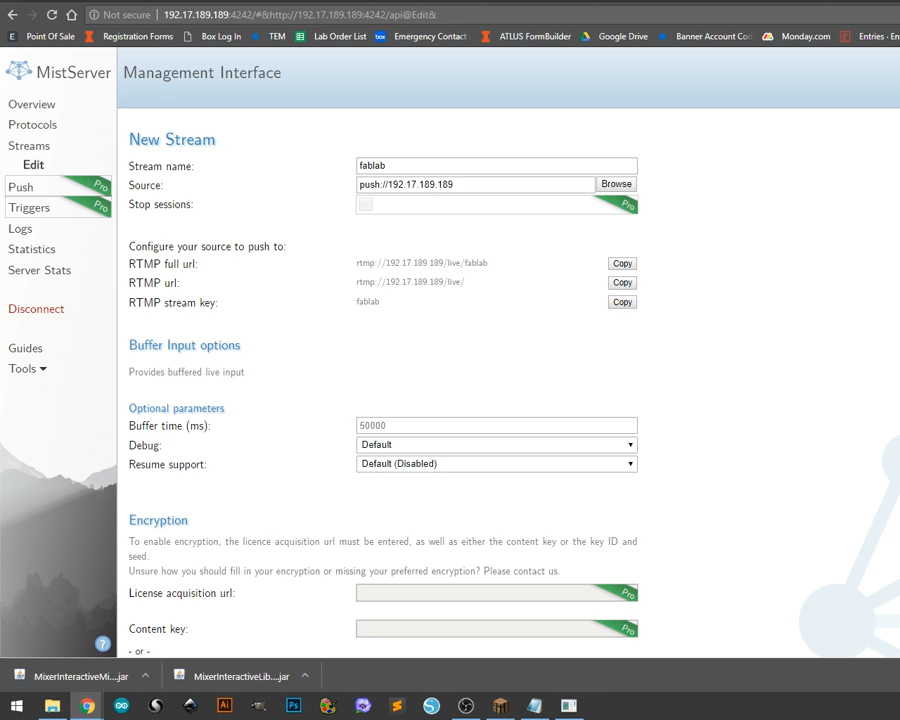 Not secure | 192.17.189.189:4242/#&http://192.17.189.189:4242/api@Edit&
Point Of Sale Registration Forms Box Log In TEM Lab Order List Emergency Contact ATLUS FormBuilder Google Drive Banner Account Cod Monday.com Entries - En
MistServer
Management Interface
Overview
Protocols
Streams
Edit
Push Pro
Triggers Pro
Logs
Statistics
Server Stats
Disconnect
Guides
Tools
New Stream
Stream name: fablab
Source: push://192.17.189.189 Browse
Stop sessions: Pro
Configure your source to push to:
RTMP full url: rtmp://192.17.189.189/live/fablab Copy
RTMP url: rtmp://192.17.189.189/live/ Copy
RTMP stream key: fablab Copy
Buffer Input options
Provides buffered live input
Optional parameters
Buffer time (ms): 50000
Debug: Default
Resume support: Default (Disabled)
Encryption
To enable encryption, the licence acquisition url must be entered, as well as either the content key or the key ID and
seed.
Unsure how you should fill in your encryption or missing your preferred encryption? Please contact us.
License acquisition url: Pro
Content key: Pro
- or -
?
MixerInteractiveMi....jar MixerInteractiveLib....jar
Ai Ps